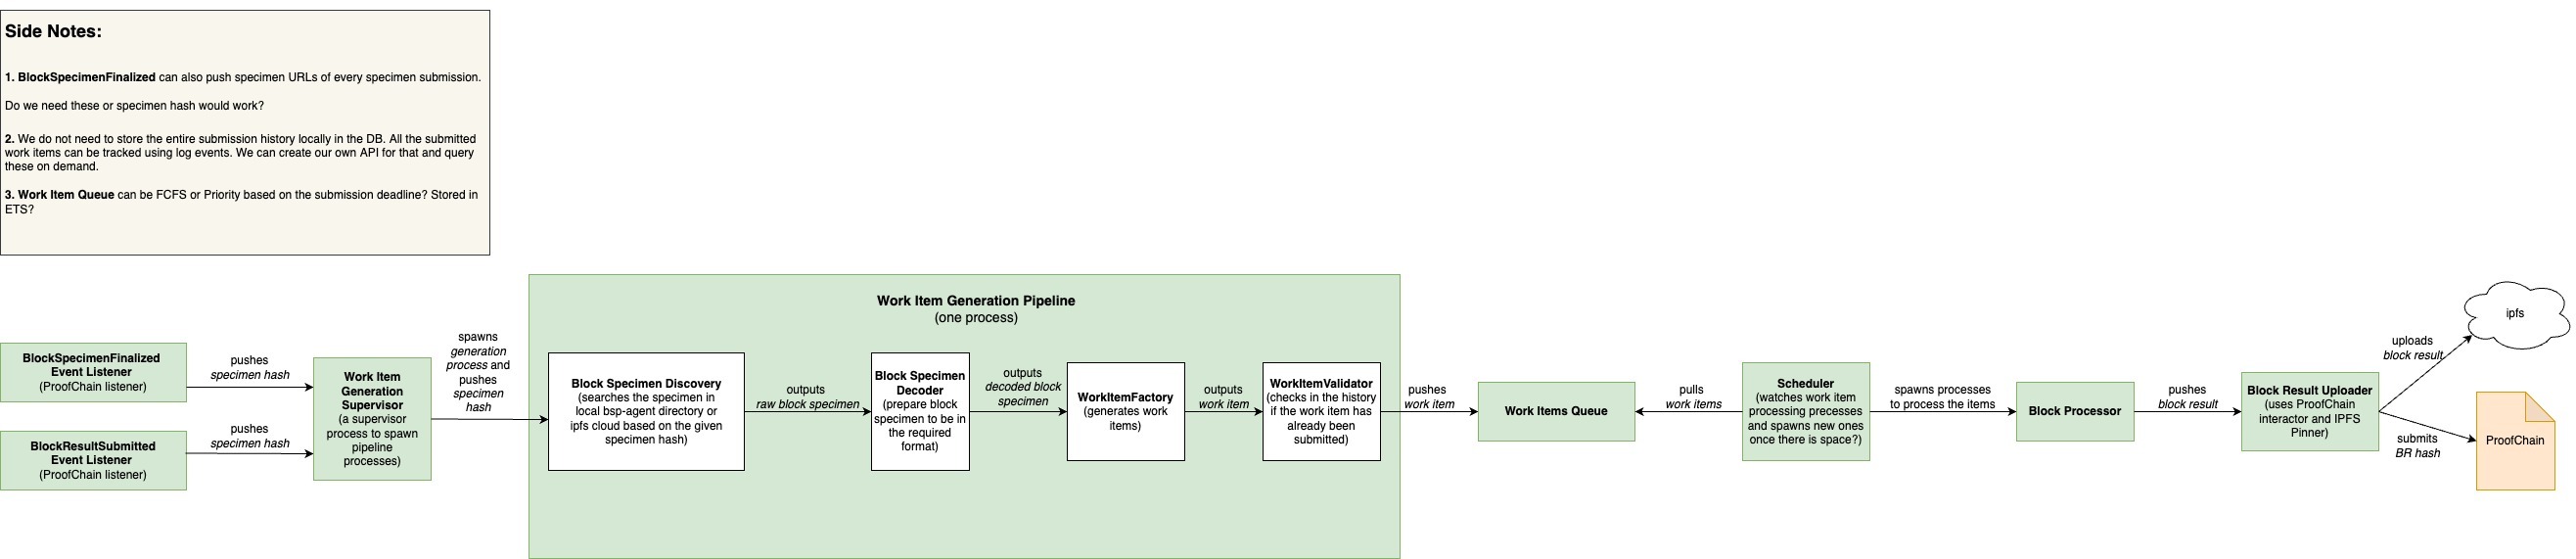 Side Notes:
1. BlockSpecimenFinalized can also push specimen URLs of every specimen submission.
Do we need these or specimen hash would work?
2. We do not need to store the entire submission history locally in the DB. All the submitted
work items can be tracked using log events. We can create our own API for that and query
these on demand.
3. Work Item Queue can be FCFS or Priority based on the submission deadline? Stored in
ETS?
BlockSpecimenFinalized
Event Listener
(ProofChain listener)
pushes
specimen hash
BlockResultSubmitted
Event Listener
(ProofChain listener)
pushes
specimen hash
Work Item
Generation
Supervisor
(a supervisor
process to spawn
pipeline
processes)
spawns
generation
process and
pushes
specimen
hash
Work Item Generation Pipeline
(one process)
Block Specimen Discovery
(searches the specimen in
local bsp-agent directory or
ipfs cloud based on the given
specimen hash)
outputs
raw block specimen
Block Specimen
Decoder
(prepare block
specimen to be in
the required
format)
outputs
decoded block
specimen
WorkItemFactory
(generates work
items)
outputs
work item
WorkItemValidator
(checks in the history
if the work item has
already been
submitted)
pushes
work item
Work Items Queue
pulls
work items
Scheduler
(watches work item
processing precesses
and spawns new ones
once there is space?)
spawns processes
to process the items
Block Processor
pushes
block result
Block Result Uploader
(uses ProofChain
interactor and IPFS
Pinner)
uploads
block result
ipfs
submits
BR hash
ProofChain